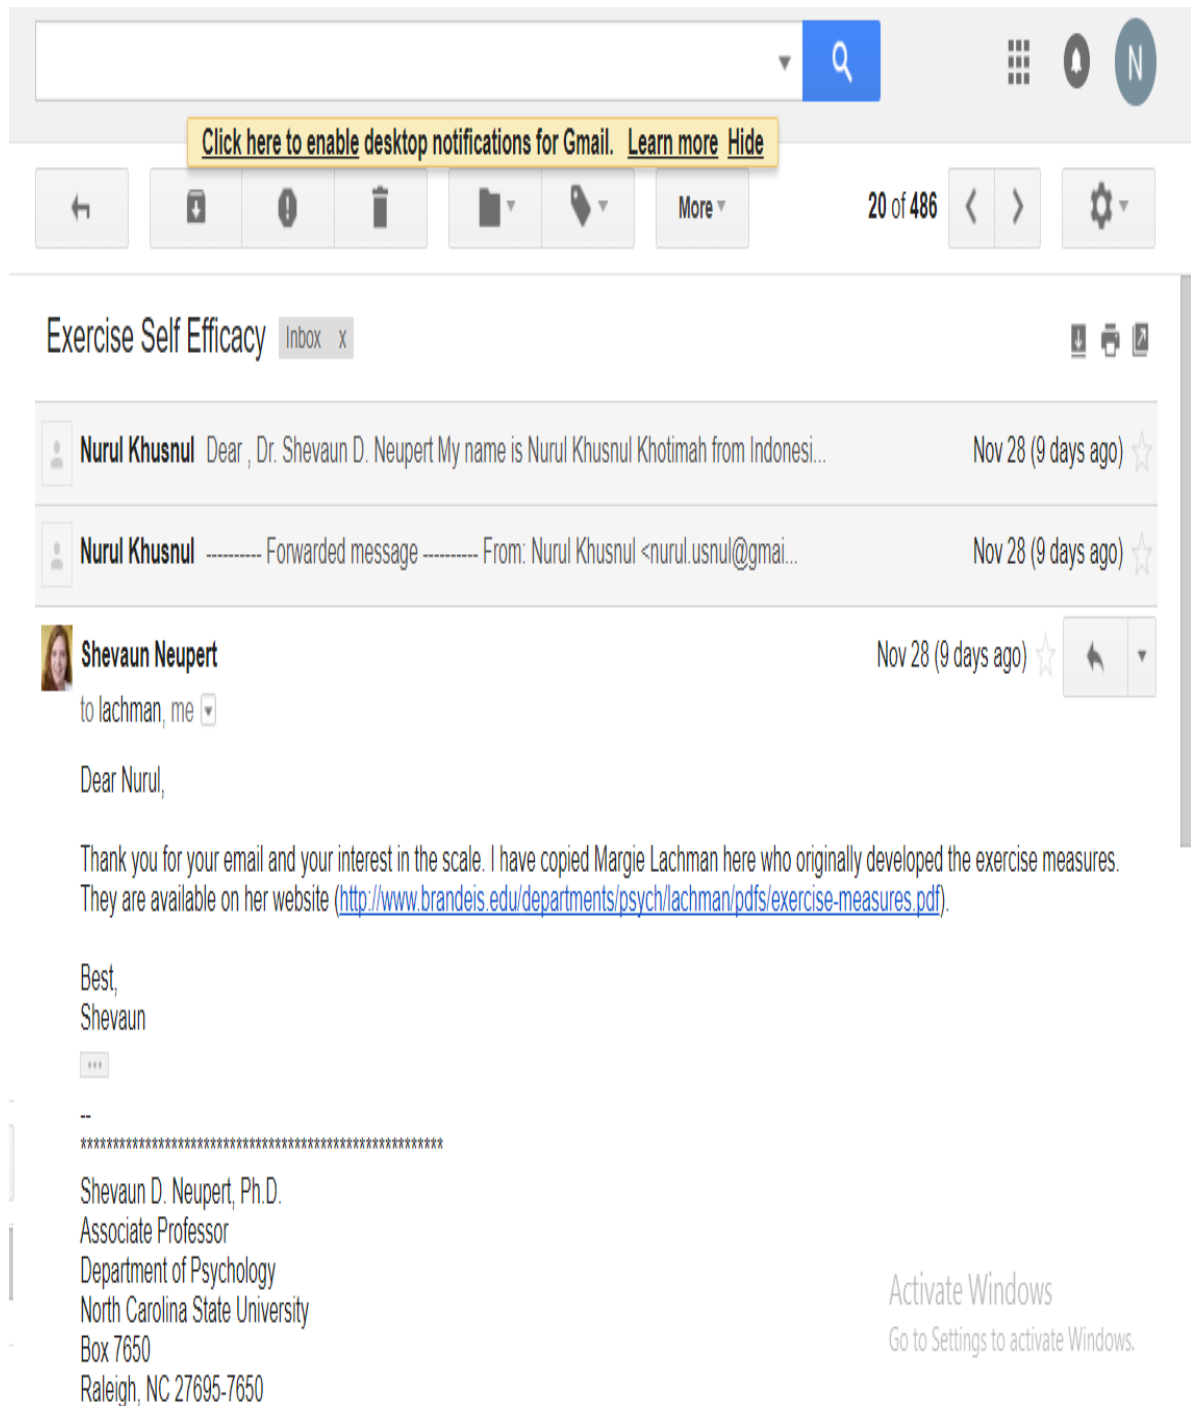 N
Click here to enable desktop notifications for Gmail. Learn more Hide
More
20 of 486
Exercise Self Efficacy Inbox x
Nurul Khusnul Dear , Dr. Shevaun D. Neupert My name is Nurul Khusnul Khotimah from Indonesi... Nov 28 (9 days ago)
Nurul Khusnul ---------- Forwarded message ---------- From: Nurul Khusnul <nurul.usnul@gmai... Nov 28 (9 days ago)
Shevaun Neupert Nov 28 (9 days ago)
to lachman, me
Dear Nurul,
Thank you for your email and your interest in the scale. I have copied Margie Lachman here who originally developed the exercise measures.
They are available on her website (http://www.brandeis.edu/departments/psych/lachman/pdfs/exercise-measures.pdf).
Best,
Shevaun
...
--
********************************************************
Shevaun D. Neupert, Ph.D.
Associate Professor
Department of Psychology
North Carolina State University
Box 7650
Raleigh, NC 27695-7650
Activate Windows
Go to Settings to activate Windows.